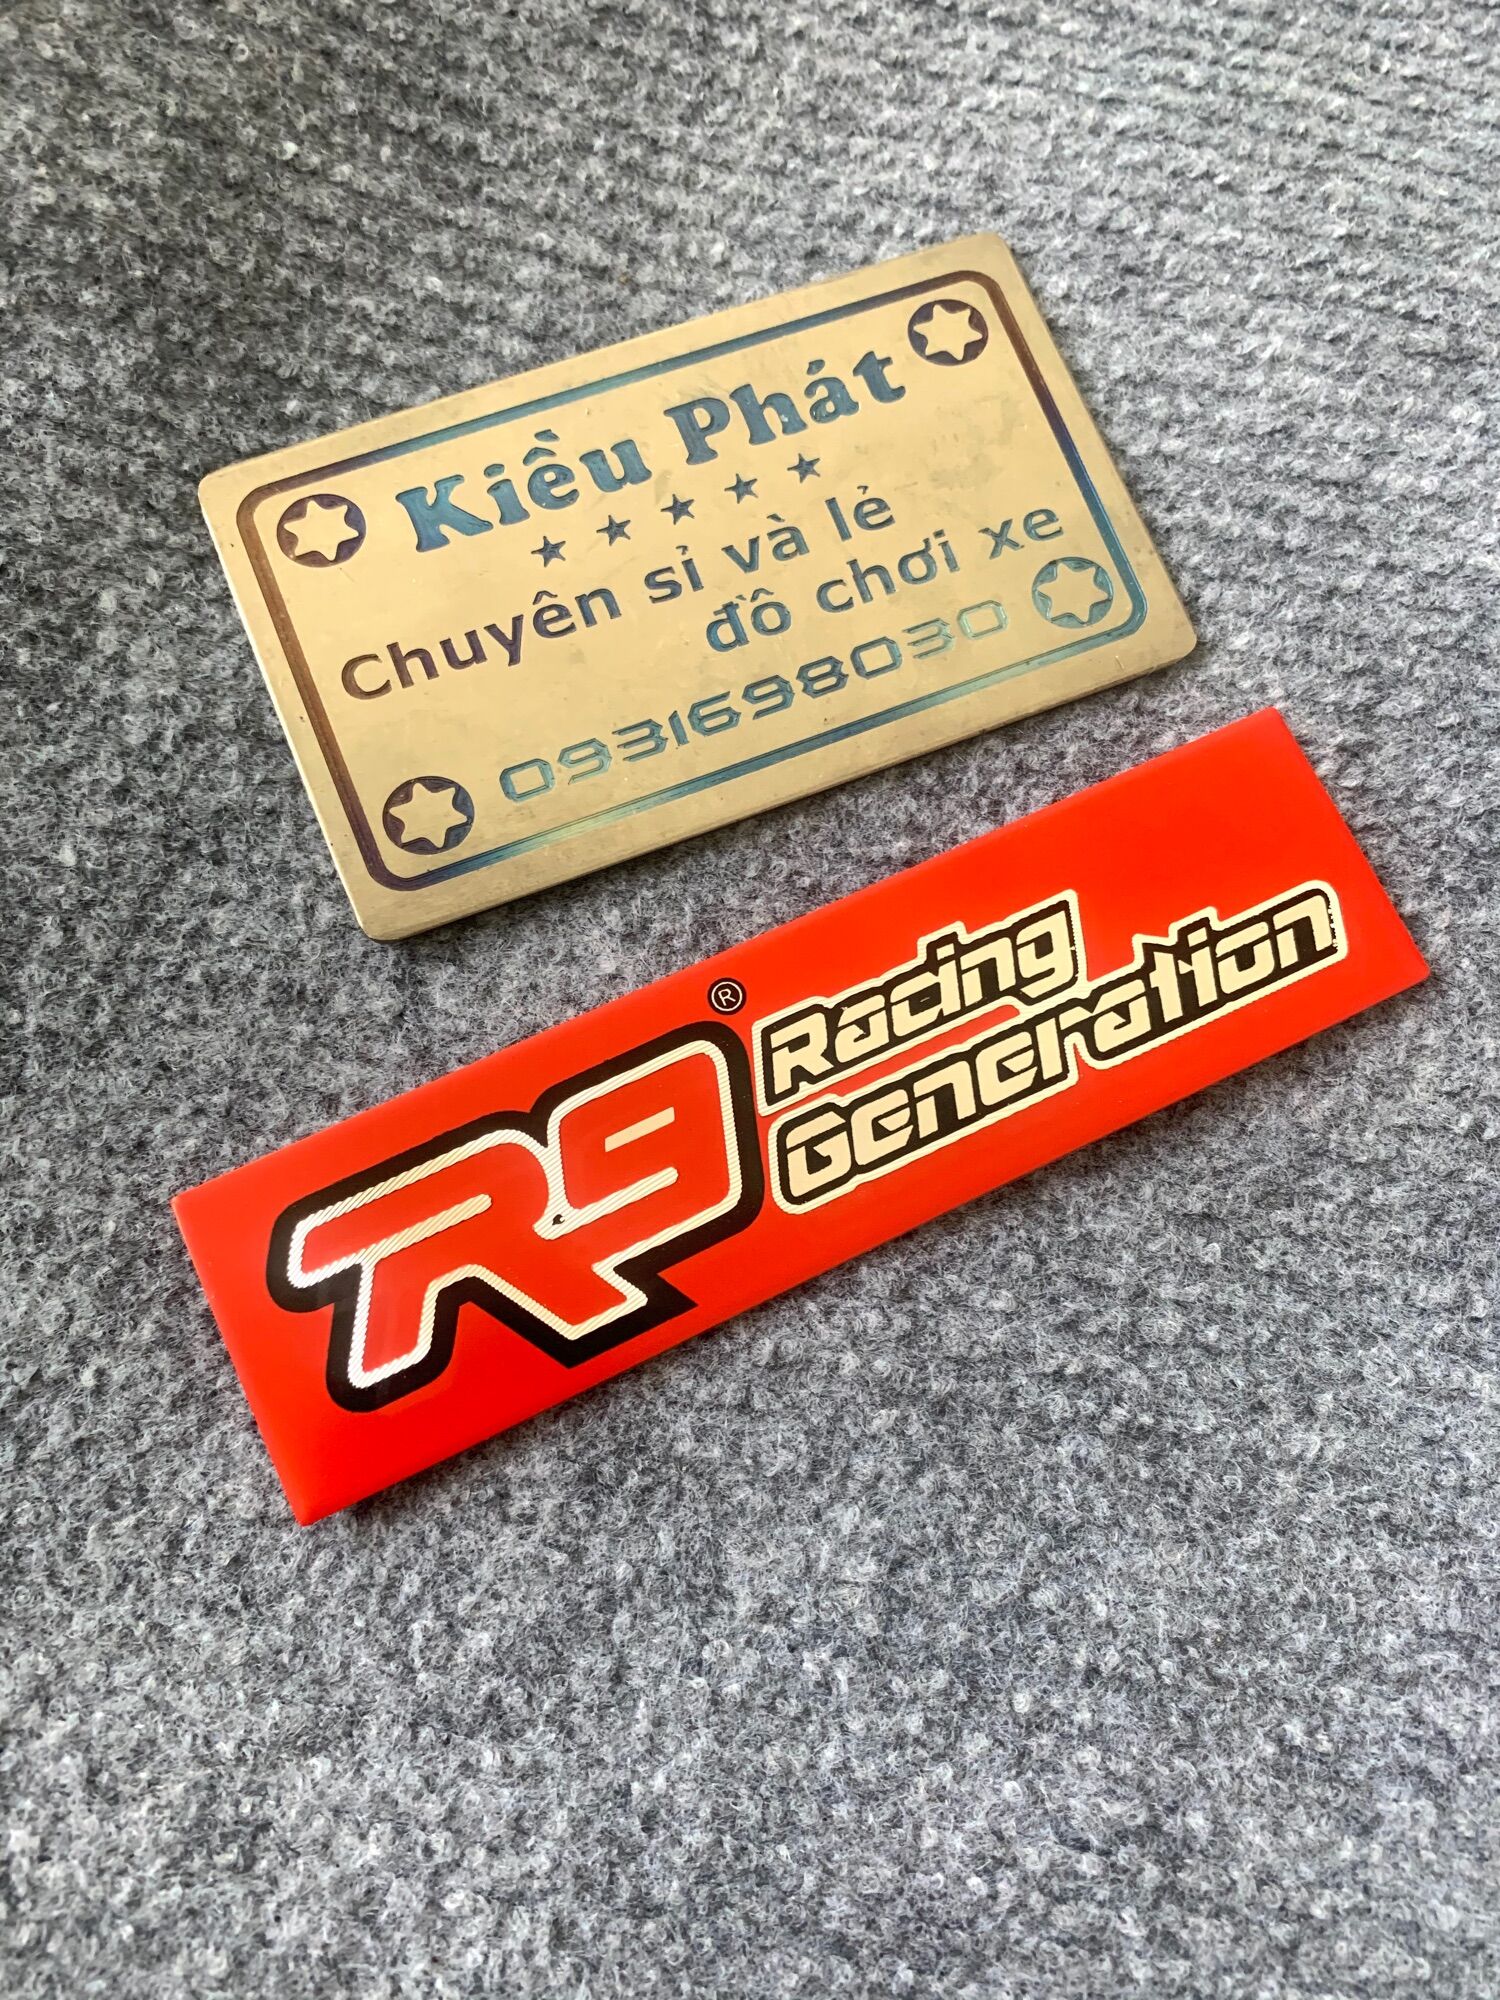 Kiều Phát
Chuyên sỉ và lẻ
đồ chơi xe
0931698030
R9 ®
Racing
Generation